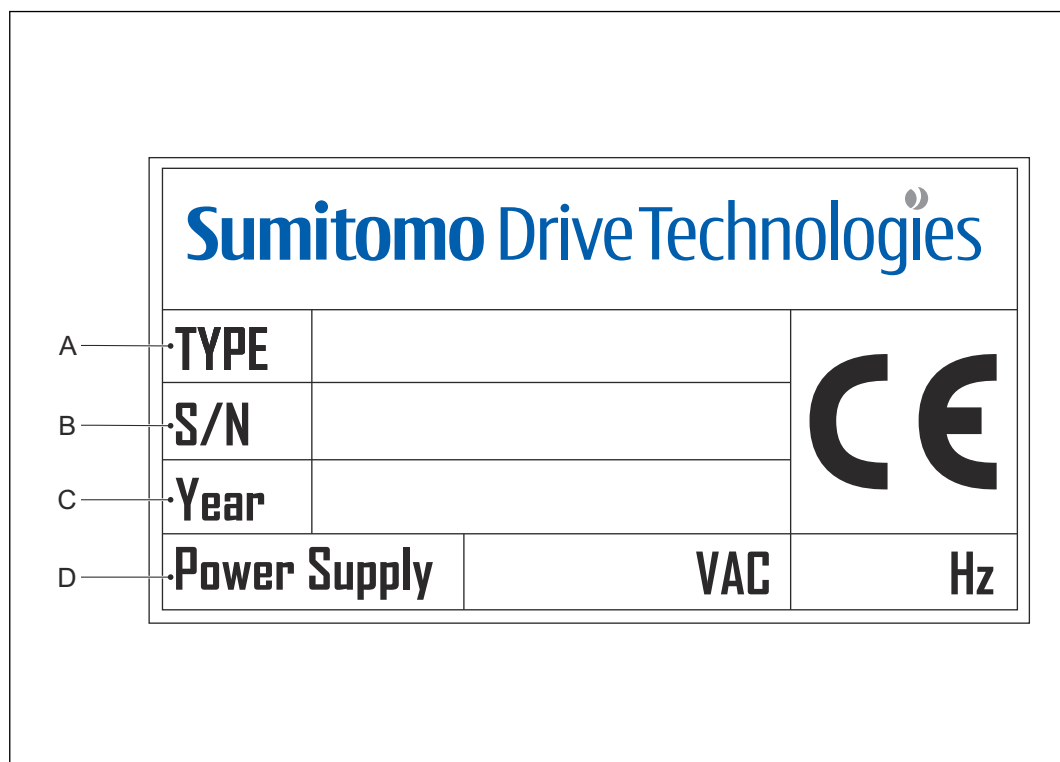 Sumitomo Drive Technologies
A TYPE
B S/N
CE
C Year
D Power Supply VAC Hz